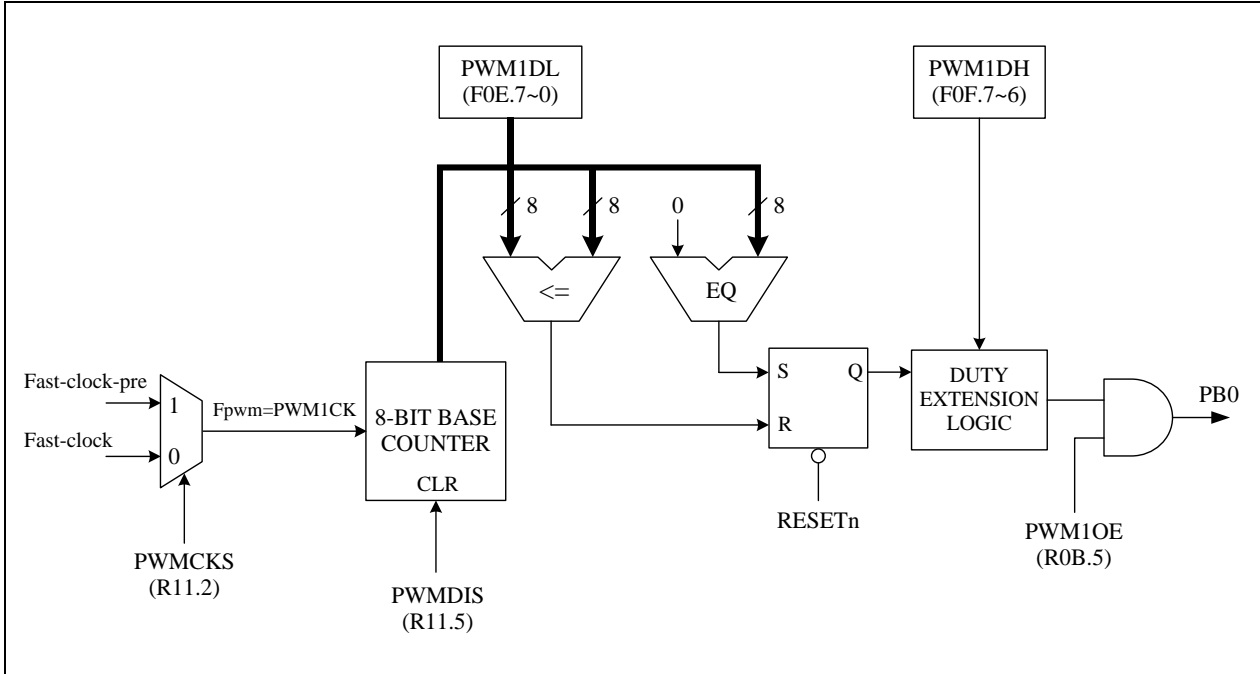 PWM1DL
(F0E.7~0)
PWM1DH
(F0F.7~6)
8
8
0
8
<=
EQ
Fast-clock-pre
1
Fast-clock
0
Fpwm=PWM1CK
8-BIT BASE
COUNTER
CLR
S
Q
R
DUTY
EXTENSION
LOGIC
PB0
RESETn
PWM1OE
(R0B.5)
PWMCKS
(R11.2)
PWMDIS
(R11.5)